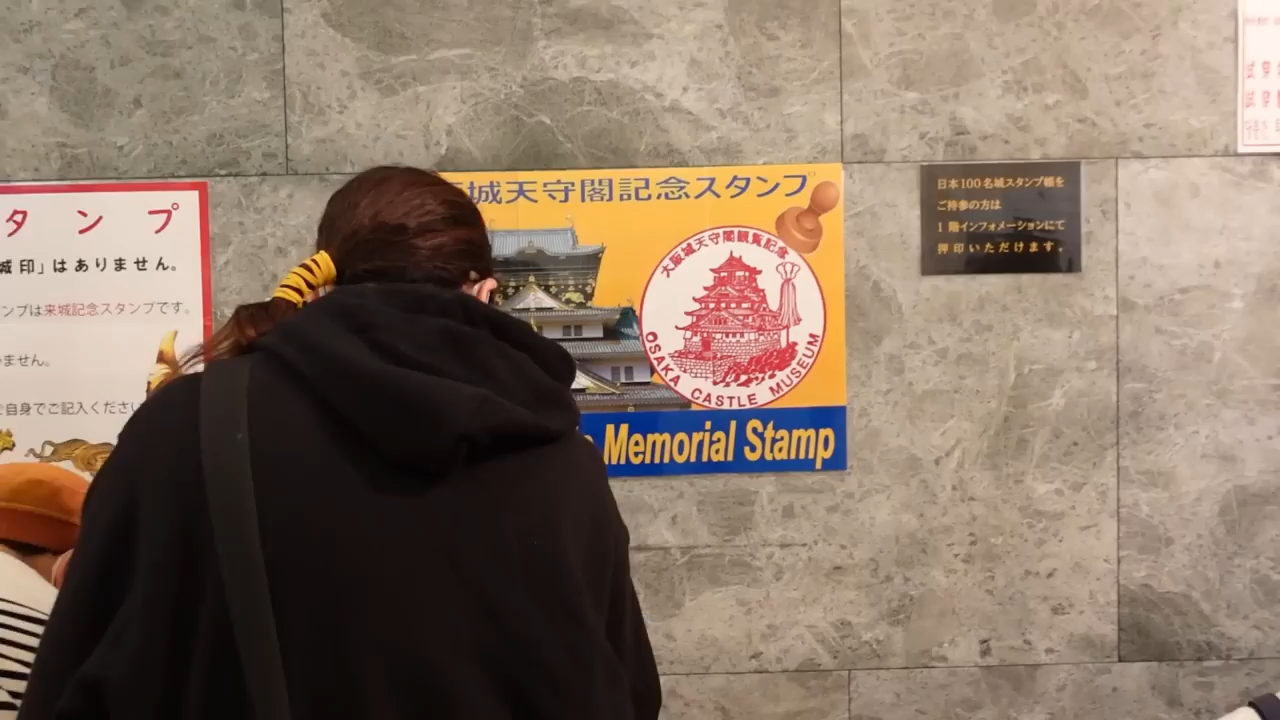 タンプ
城印」はありません。
ンプは来城記念スタンプです。
ません。
ご自身でご記入ください
城天守閣記念スタンプ
大阪城天守閣観覧記念
OSAKA CASTLE MUSEUM
Memorial Stamp
日本100名城スタンプ帳を
ご持参の方は
1階インフォメーションにて
押印いただけます。